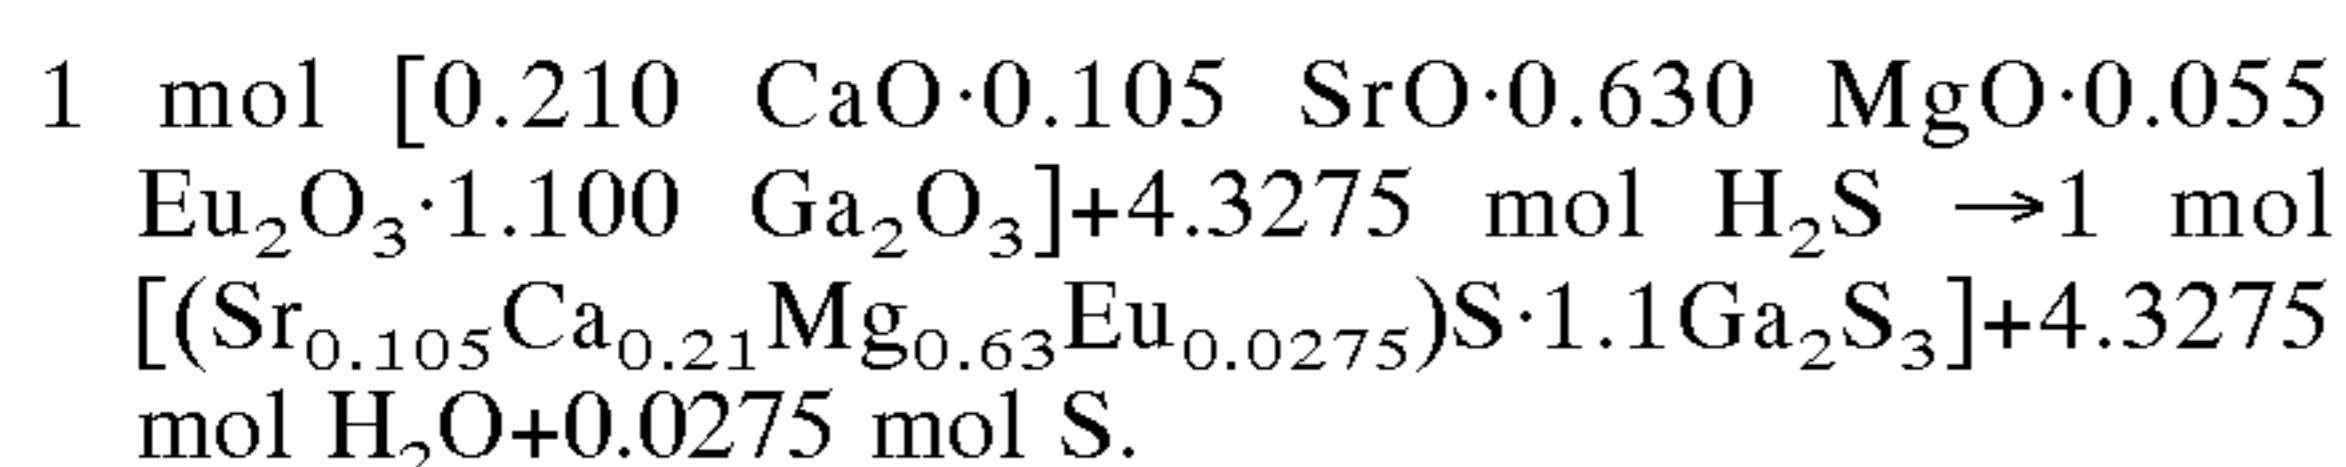 1 mol [0.210 CaO·0.105 SrO·0.630 MgO·0.055
Eu₂O₃·1.100 Ga₂O₃]+4.3275 mol H₂S →1 mol
[(Sr₀.₁₀₅Ca₀.₂₁Mg₀.₆₃Eu₀.₀₂₇₅)S·1.1Ga₂S₃]+4.3275
mol H₂O+0.0275 mol S.